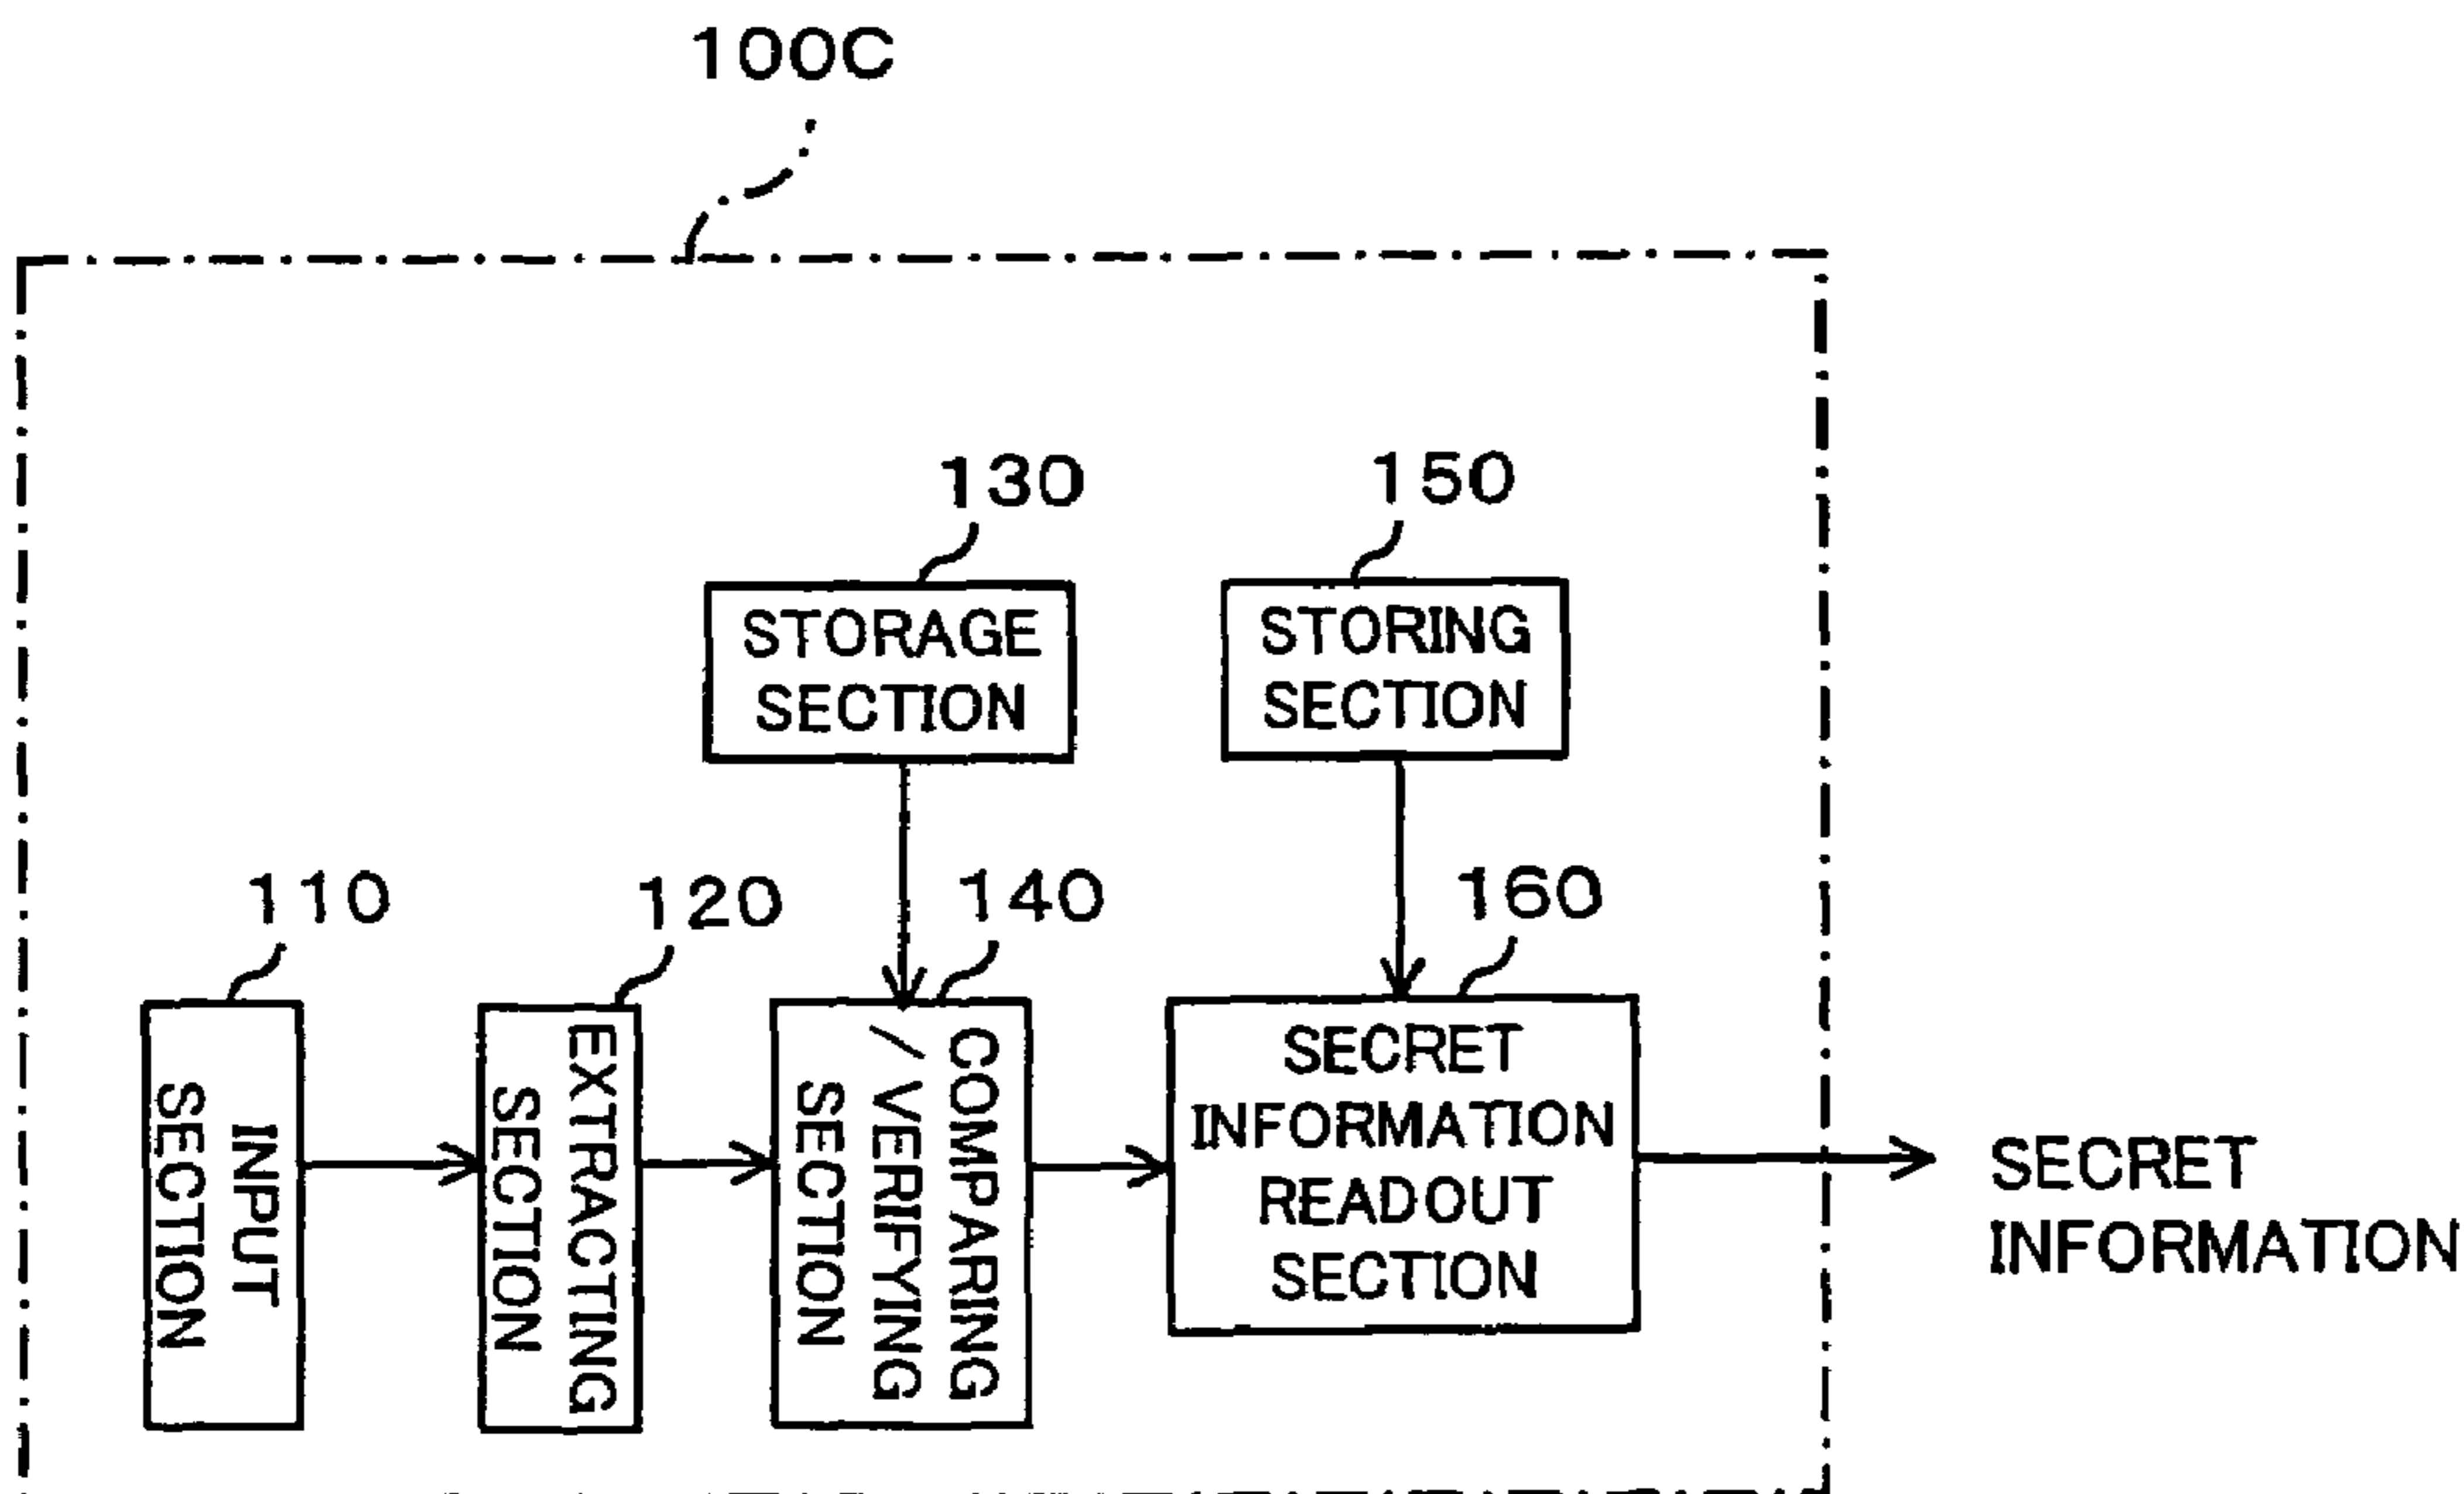 100C
130
150
STORAGE
SECTION
STORING
SECTION
110
120
140
160
INPUT
SECTION
EXTRACTING
SECTION
COMPARING
/VERIFYING
SECTION
SECRET
INFORMATION
READOUT
SECTION
SECRET
INFORMATION